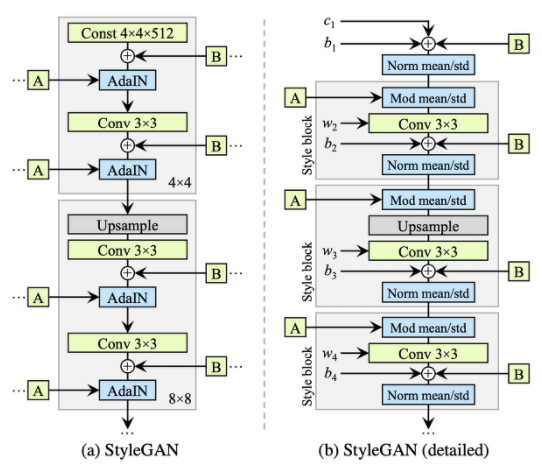 Const 4×4×512
B ...
... A
AdaIN
Conv 3×3
B ...
... A
AdaIN
4×4
Upsample
Conv 3×3
B ...
... A
AdaIN
Conv 3×3
B ...
... A
AdaIN
8×8
...
(a) StyleGAN
c₁
b₁
B
Norm mean/std
A
Mod mean/std
w₂
Conv 3×3
b₂
B
Norm mean/std
Style block
A
Mod mean/std
Upsample
w₃
Conv 3×3
b₃
B
Norm mean/std
Style block
A
Mod mean/std
w₄
Conv 3×3
b₄
B
Norm mean/std
Style block
...
(b) StyleGAN (detailed)